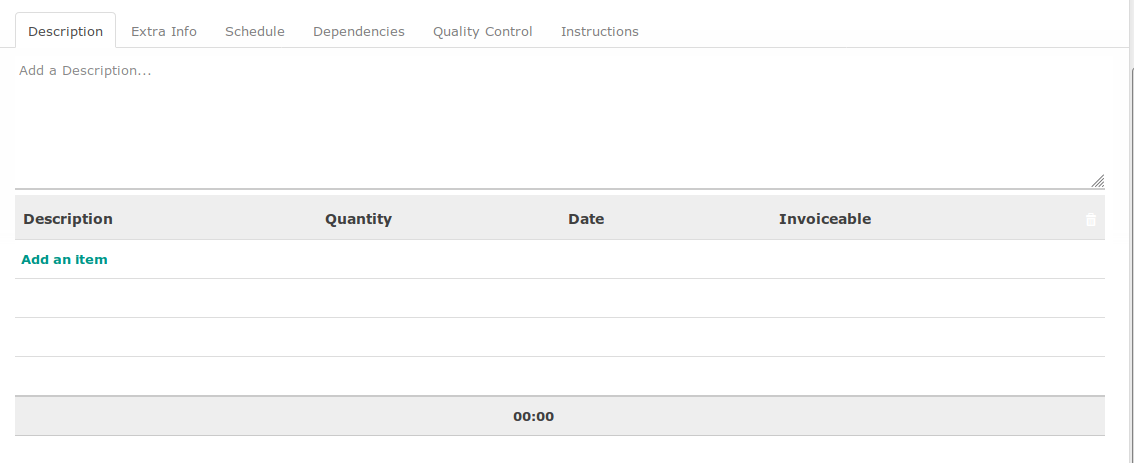 Description Extra Info Schedule Dependencies Quality Control Instructions
Add a Description...
Description Quantity Date Invoiceable
Add an item
00:00